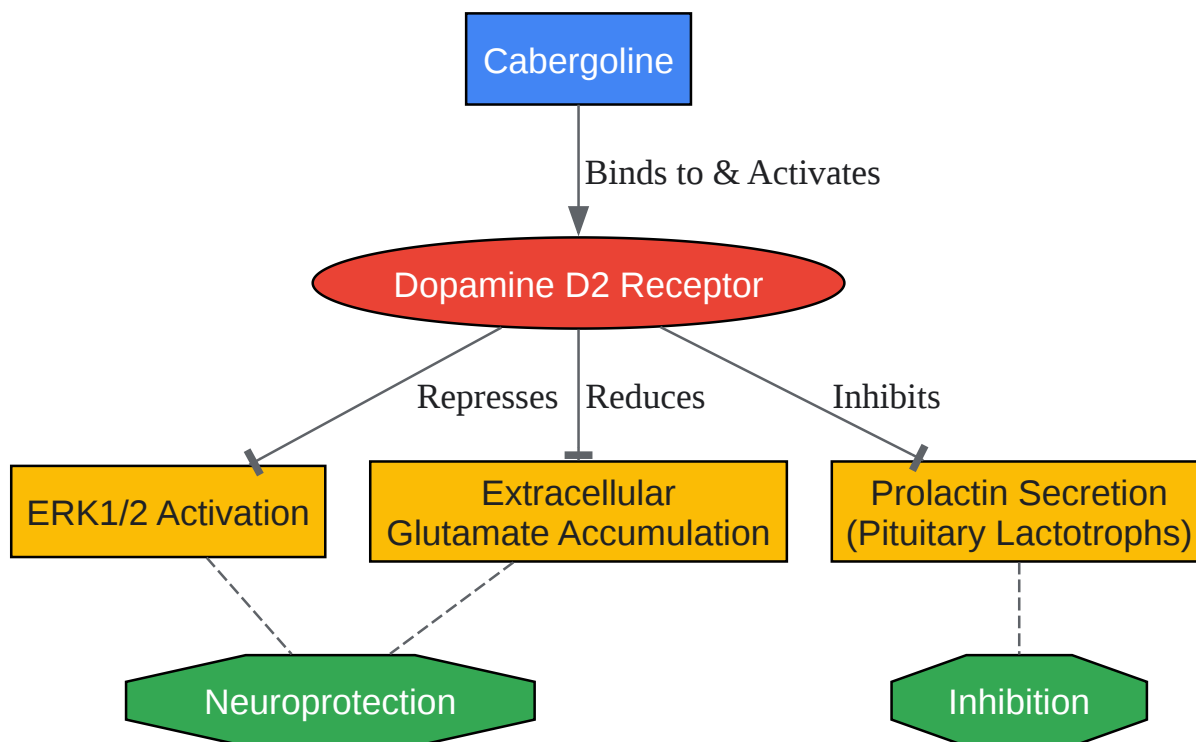 Cabergoline
Binds to & Activates
Dopamine D2 Receptor
Represses
Reduces
Inhibits
ERK1/2 Activation
Extracellular
Glutamate Accumulation
Prolactin Secretion
(Pituitary Lactotrophs)
Neuroprotection
Inhibition